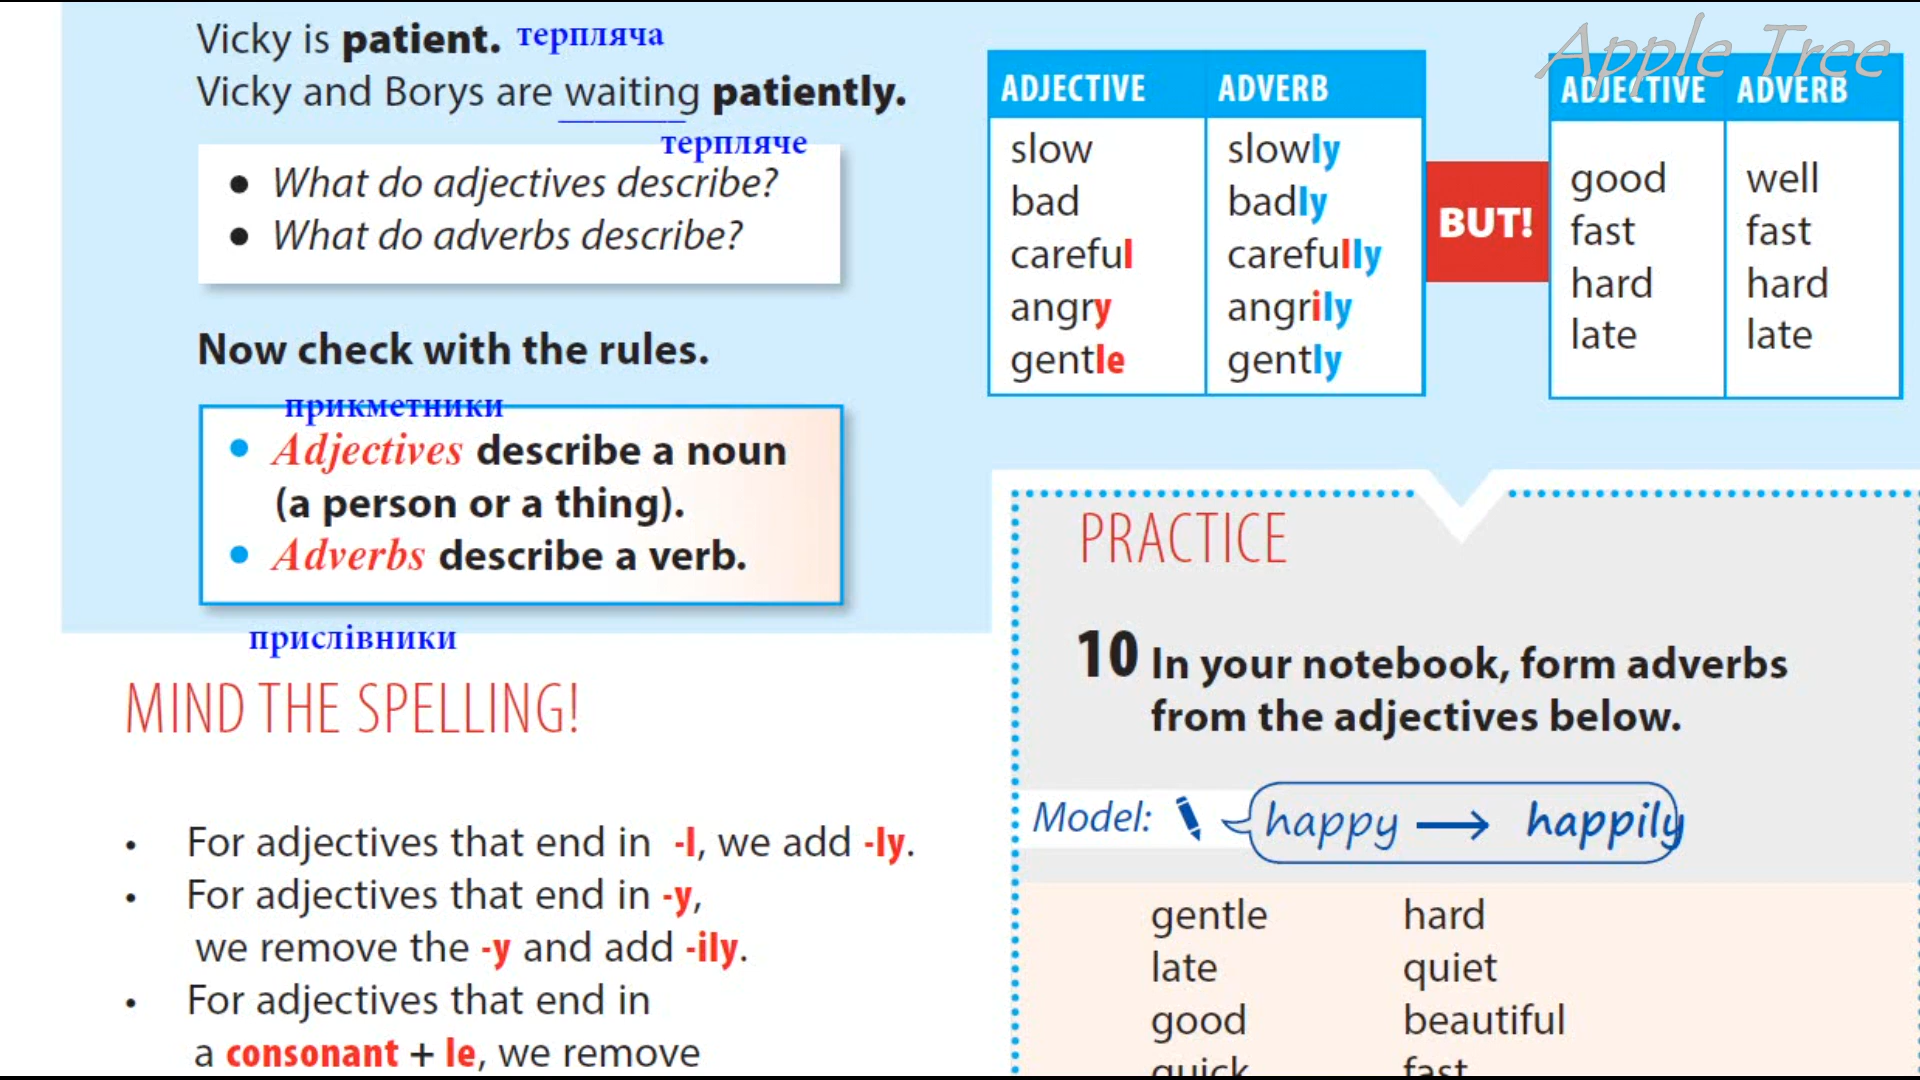 Vicky is patient. терпляча
Vicky and Borys are waiting patiently.
терпляче
● What do adjectives describe?
● What do adverbs describe?
Now check with the rules.
прикметники
• Adjectives describe a noun
(a person or a thing).
• Adverbs describe a verb.
прислівники
MIND THE SPELLING!
• For adjectives that end in -l, we add -ly.
• For adjectives that end in -y,
we remove the -y and add -ily.
• For adjectives that end in
a consonant + le, we remove
Apple Tree
ADJECTIVE ADVERB
slow slowly
bad badly
careful carefully
angry angrily
gentle gently
BUT!
ADJECTIVE ADVERB
good well
fast fast
hard hard
late late
PRACTICE
10 In your notebook, form adverbs
from the adjectives below.
Model: happy → happily
gentle hard
late quiet
good beautiful
quick fast